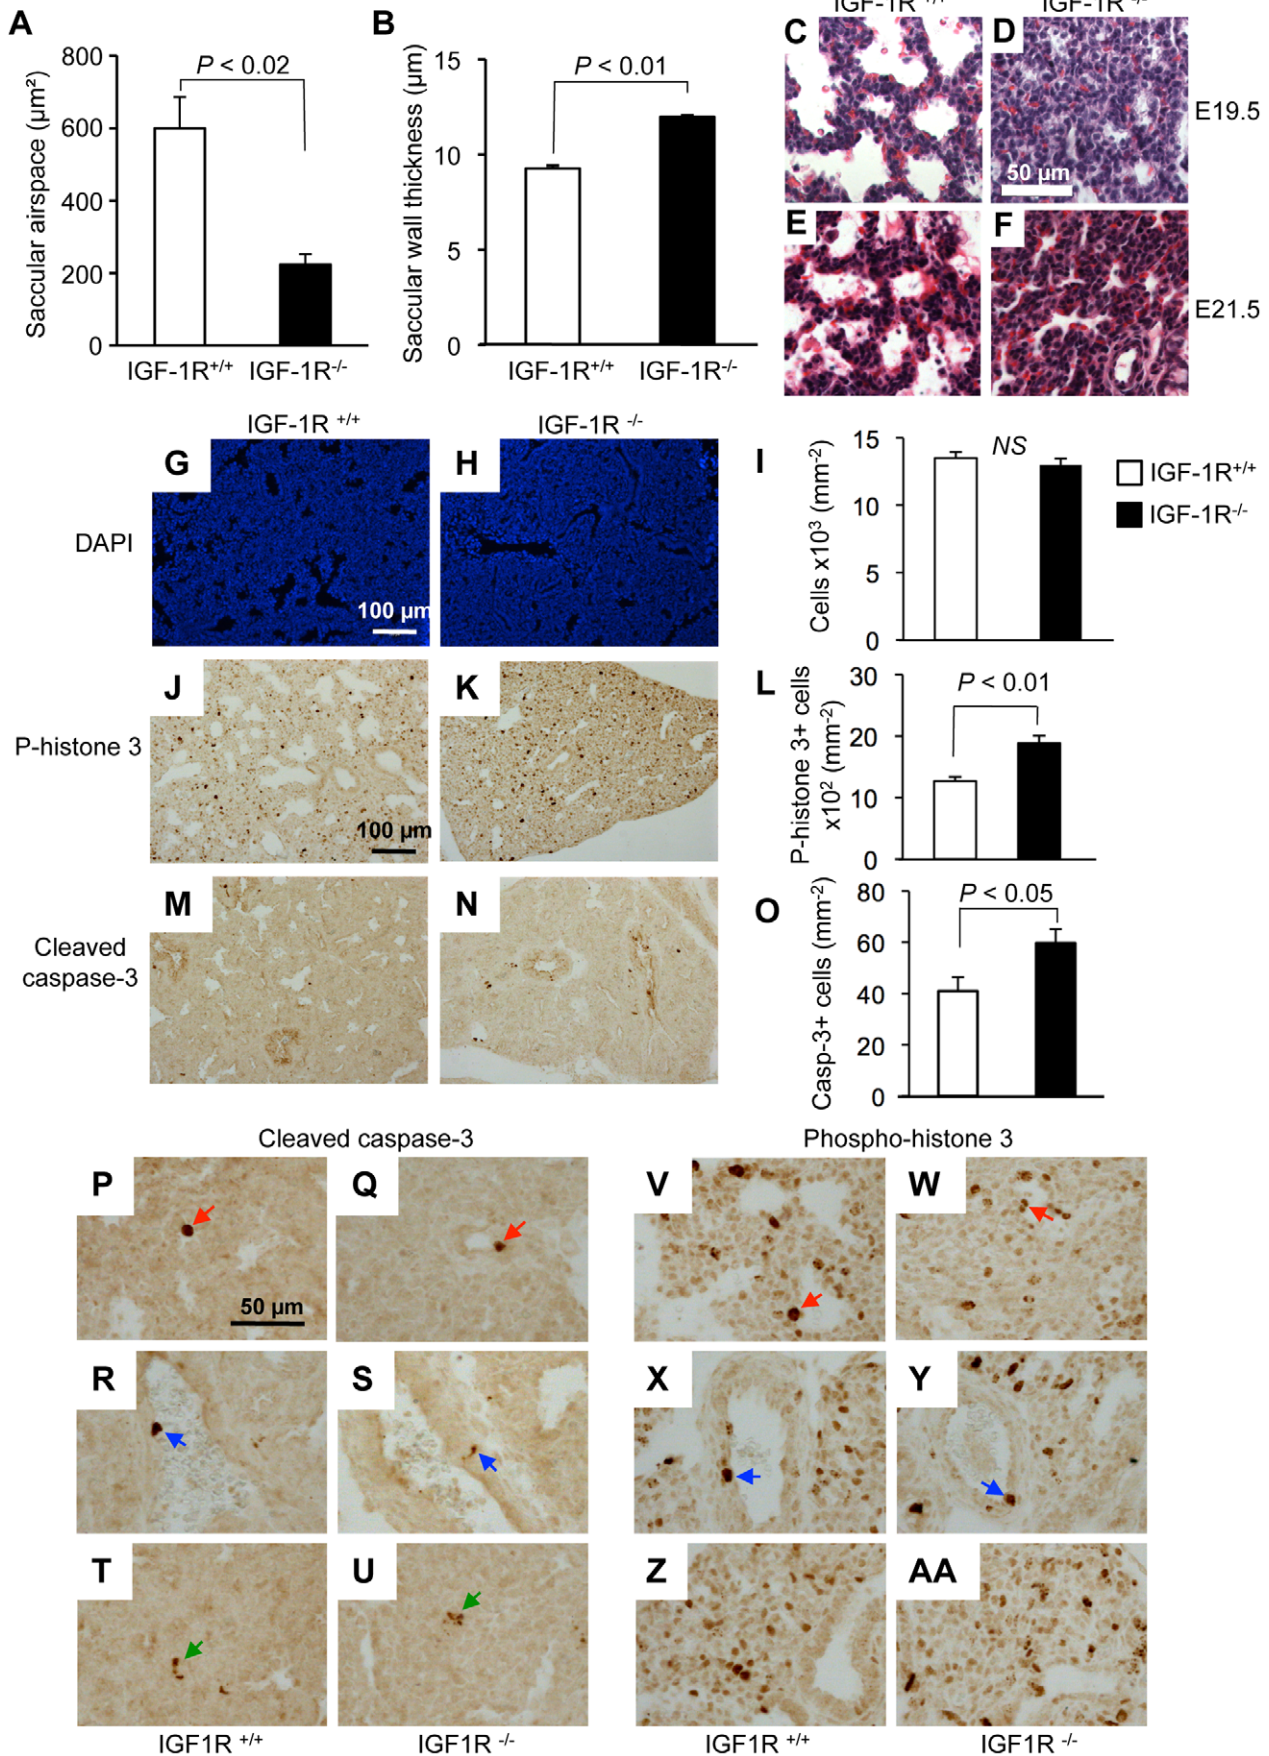 A
Saccular airspace (µm²)
800
600
400
200
0
P < 0.02
IGF-1R+/+ IGF-1R-/-
B
Saccular wall thickness (µm)
15
10
5
0
P < 0.01
IGF-1R+/+ IGF-1R-/-
IGF-1R +/+ IGF-1R -/-
C D
50 µm
E19.5
E F
E21.5
IGF-1R +/+ IGF-1R -/-
DAPI
G H
100 µm
I
Cells x10³ (mm-2)
15
10
5
0
NS
IGF-1R+/+
IGF-1R-/-
P-histone 3
J K
100 µm
L
P-histone 3+ cells
x10² (mm-2)
30
20
10
0
P < 0.01
Cleaved
caspase-3
M N
O
Casp-3+ cells (mm-2)
80
60
40
20
0
P < 0.05
Cleaved caspase-3 Phospho-histone 3
P Q V W
50 µm
R S X Y
T U Z AA
IGF1R +/+ IGF1R -/- IGF1R +/+ IGF1R -/-